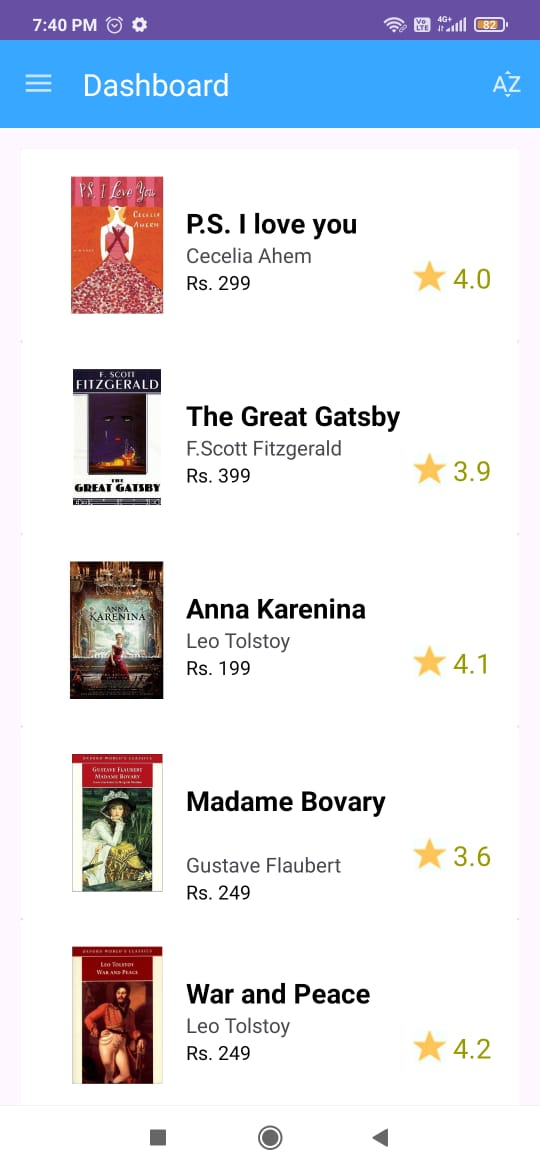 7:40 PM
Vo
LTE
4G+
82
Dashboard
AZ
P.S, I Love You
CECELIA
AHERN
P.S. I love you
Cecelia Ahem
Rs. 299
4.0
F. SCOTT
FITZGERALD
THE
GREAT GATSBY
The Great Gatsby
F.Scott Fitzgerald
Rs. 399
3.9
ANNA
KARENINA
Anna Karenina
Leo Tolstoy
Rs. 199
4.1
OXFORD WORLD'S CLASSICS
GUSTAVE FLAUBERT
MADAME BOVARY
Madame Bovary
Gustave Flaubert
Rs. 249
3.6
OXFORD WORLD'S CLASSICS
LEO TOLSTOY
WAR AND PEACE
War and Peace
Leo Tolstoy
Rs. 249
4.2